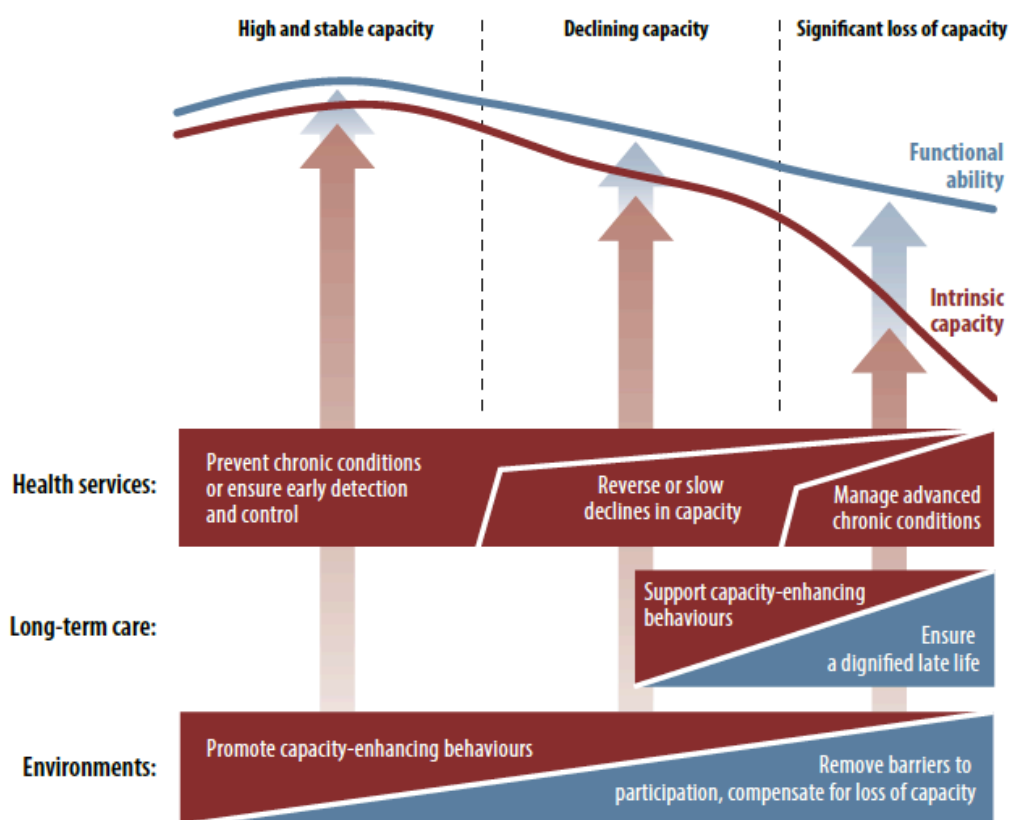 High and stable capacity
Declining capacity
Significant loss of capacity
Functional
ability
Intrinsic
capacity
Health services:
Prevent chronic conditions
or ensure early detection
and control
Reverse or slow
declines in capacity
Manage advanced
chronic conditions
Long-term care:
Support capacity-enhancing
behaviours
Ensure
a dignified late life
Environments:
Promote capacity-enhancing behaviours
Remove barriers to
participation, compensate for loss of capacity